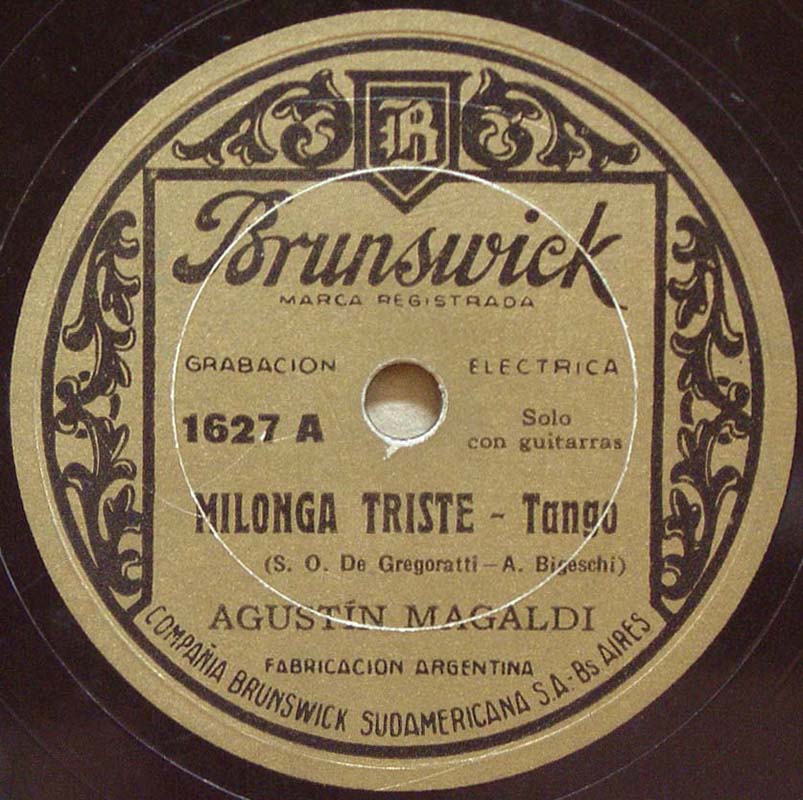 B
Brunswick
MARCA REGISTRADA
GRABACION ELECTRICA
1627 A
Solo
con guitarras
MILONGA TRISTE - Tango
(S. O. De Gregoratti - A. Bigeschi)
AGUSTÍN MAGALDI
FABRICACION ARGENTINA
COMPAÑIA BRUNSWICK SUDAMERICANA S.A.-Bs AIRES